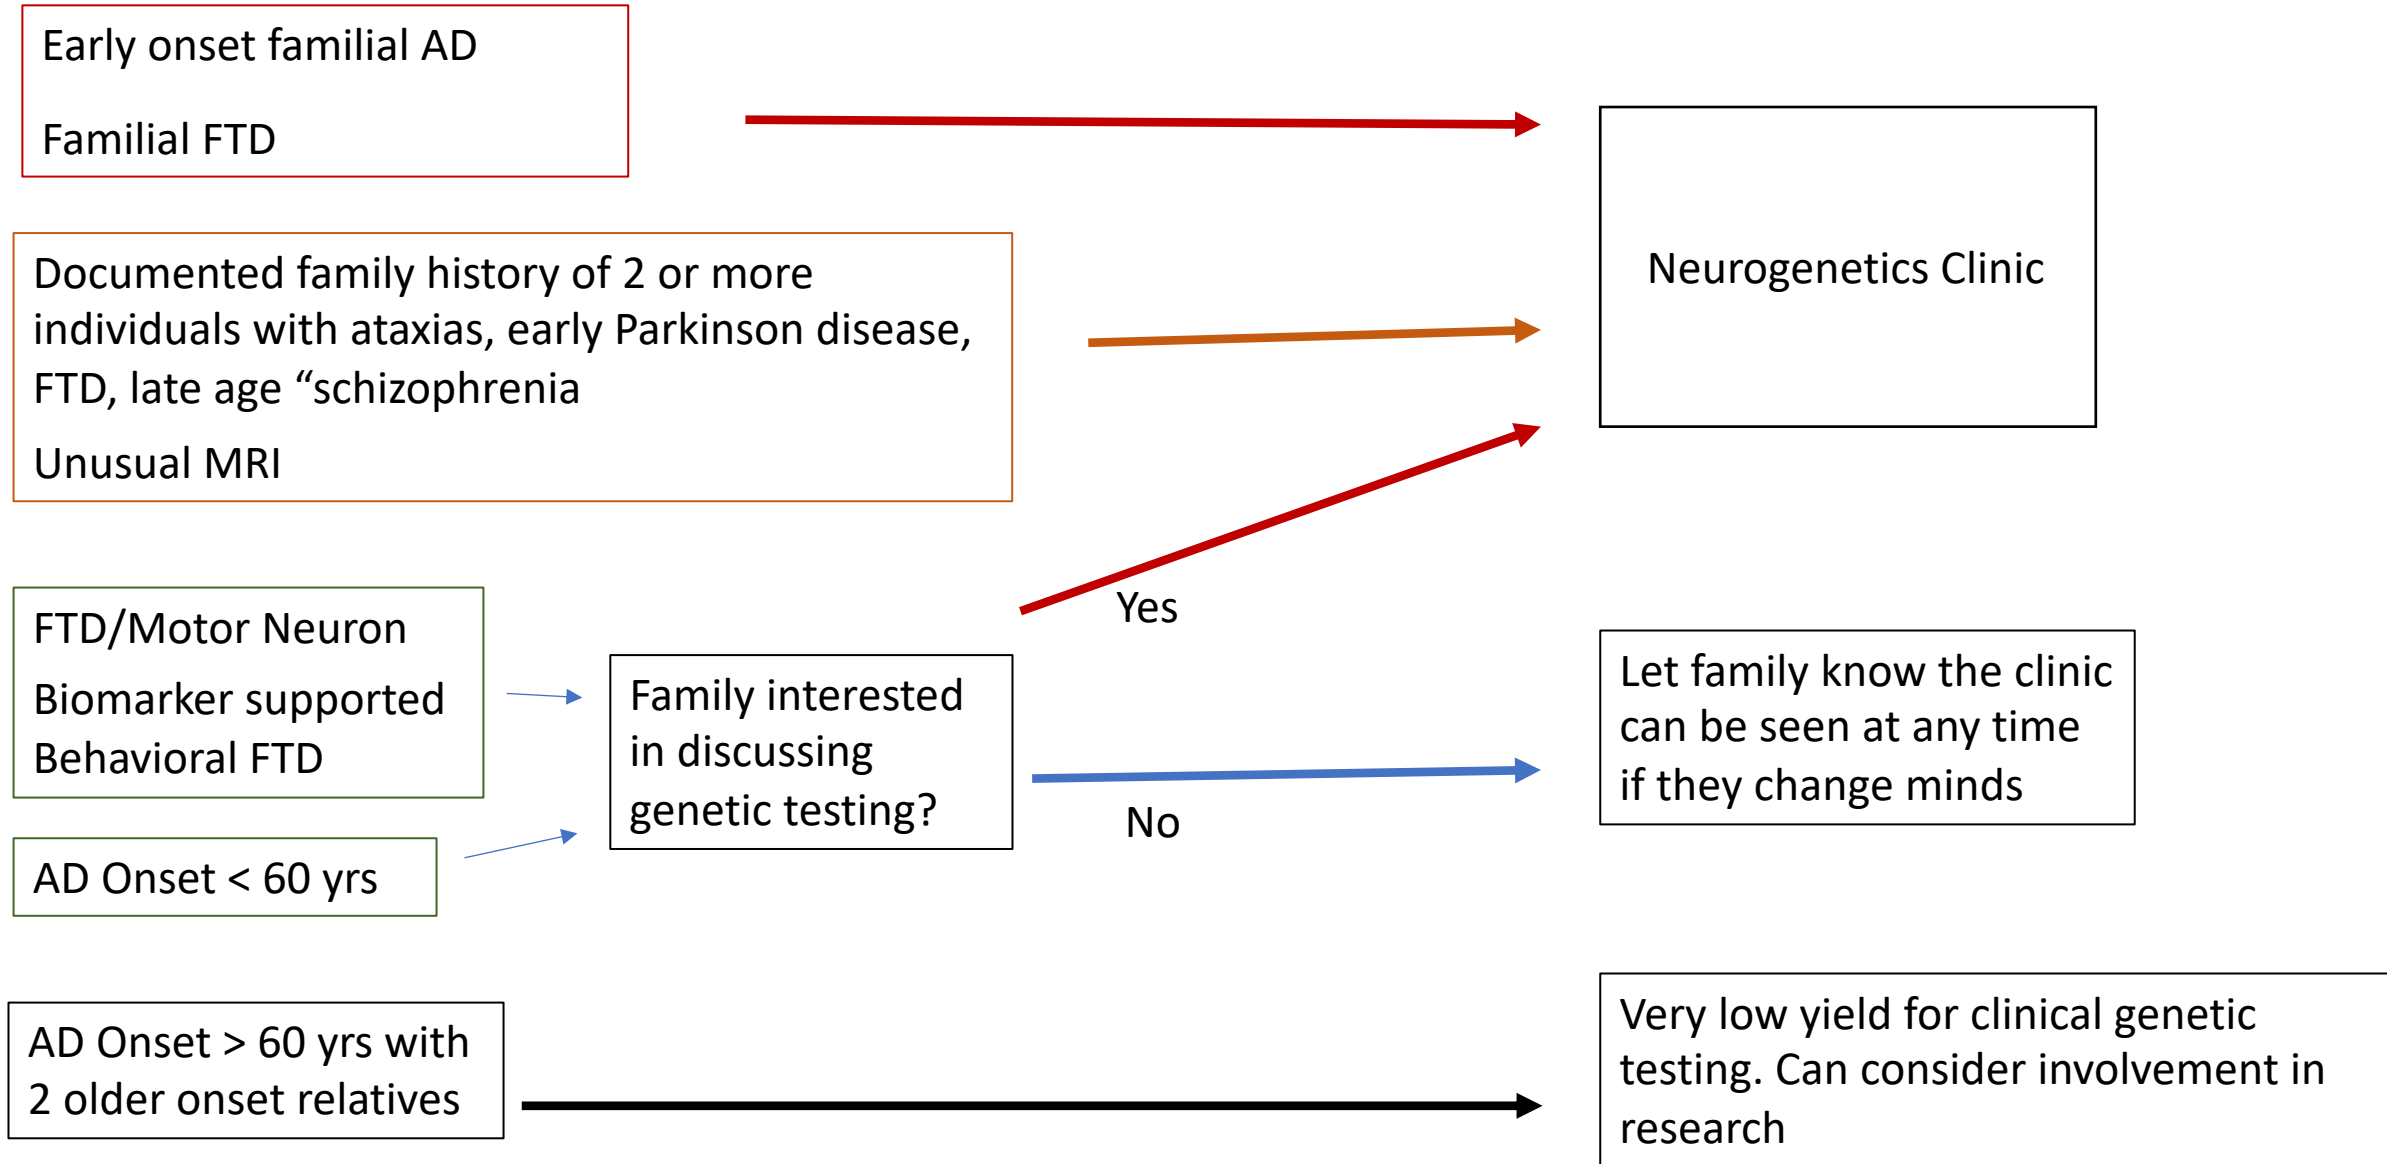 Early onset familial AD
Familial FTD
Neurogenetics Clinic
Documented family history of 2 or more
individuals with ataxias, early Parkinson disease,
FTD, late age “schizophrenia
Unusual MRI
Yes
FTD/Motor Neuron
Biomarker supported
Behavioral FTD
Family interested
in discussing
genetic testing?
Let family know the clinic
can be seen at any time
if they change minds
No
AD Onset < 60 yrs
AD Onset > 60 yrs with
2 older onset relatives
Very low yield for clinical genetic
testing. Can consider involvement in
research